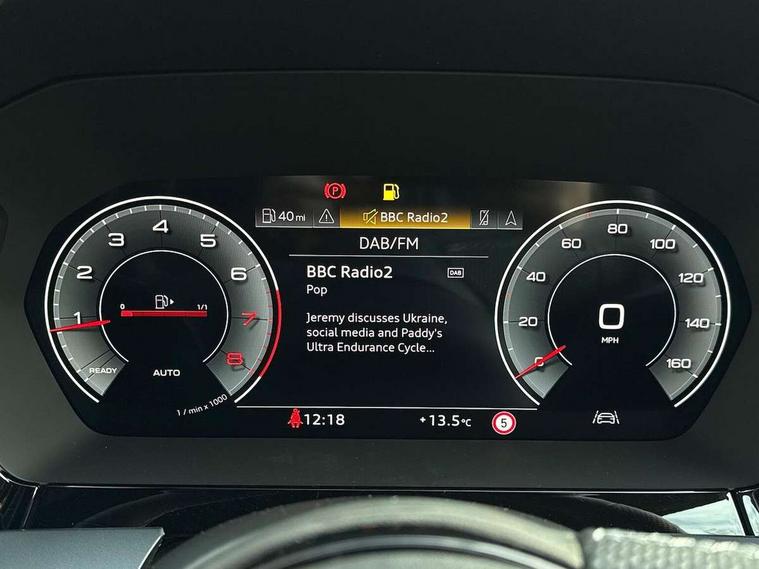 P
40 mi
BBC Radio2
DAB/FM
BBC Radio2
DAB
Pop
Jeremy discusses Ukraine,
social media and Paddy's
Ultra Endurance Cycle...
1
2
3
4
5
6
7
8
READY
0
1/1
AUTO
1 / min x 1000
0
20
40
60
80
100
120
140
160
0
MPH
12:18
+13.5°C
5